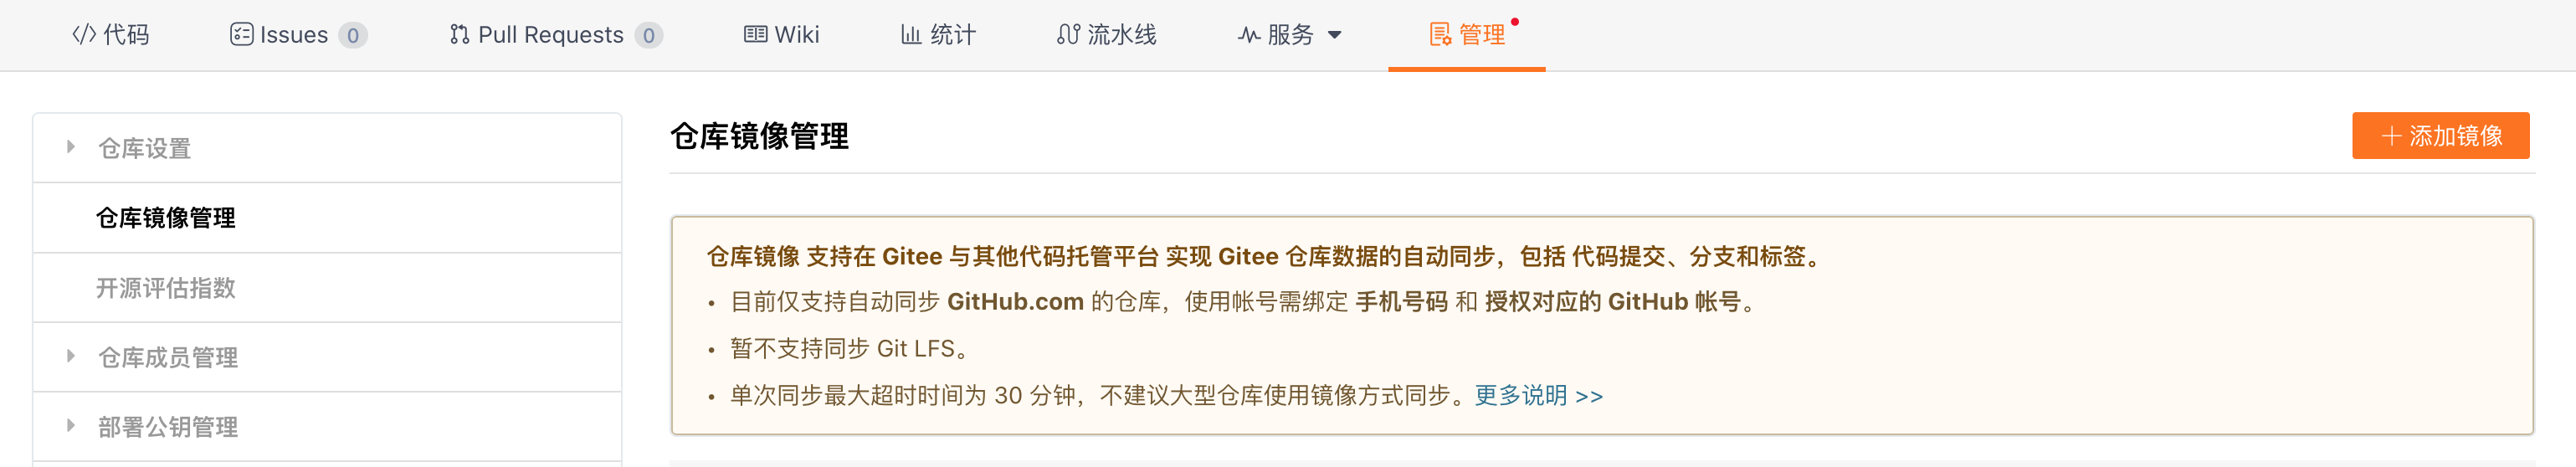 代码
Issues 0
Pull Requests 0
Wiki
统计
流水线
服务
管理
仓库设置
仓库镜像管理
开源评估指数
仓库成员管理
部署公钥管理
仓库镜像管理
添加镜像
仓库镜像 支持在 Gitee 与其他代码托管平台 实现 Gitee 仓库数据的自动同步，包括 代码提交、分支和标签。
• 目前仅支持自动同步 GitHub.com 的仓库，使用帐号需绑定 手机号码 和 授权对应的 GitHub 帐号。
• 暂不支持同步 Git LFS。
• 单次同步最大超时时间为 30 分钟，不建议大型仓库使用镜像方式同步。更多说明 >>